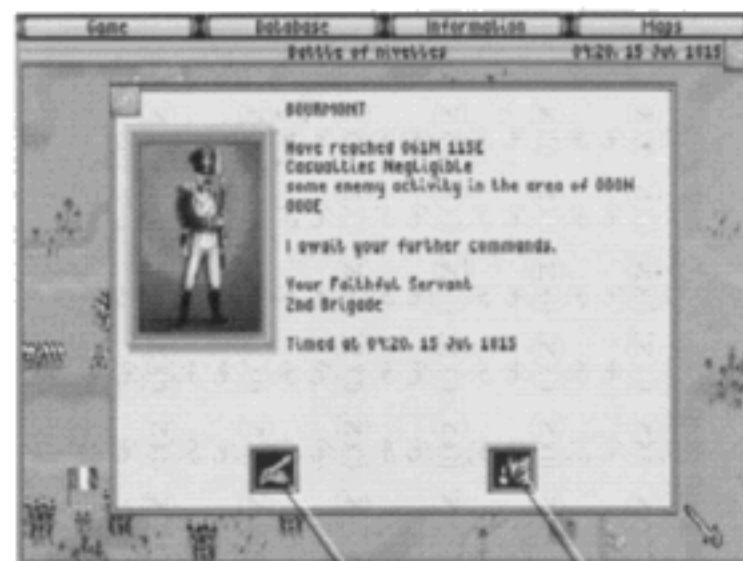 Game Database Information Maps
Battle of nivelles 09:20, 15 Jul 1815
BOURMONT
Have reached 061N 115E
Casualties Negligible
some enemy activity in the area of 000N
000E
I await your further commands.
Your Faithful Servant
2nd Brigade
Timed at 09:20, 15 Jul 1815